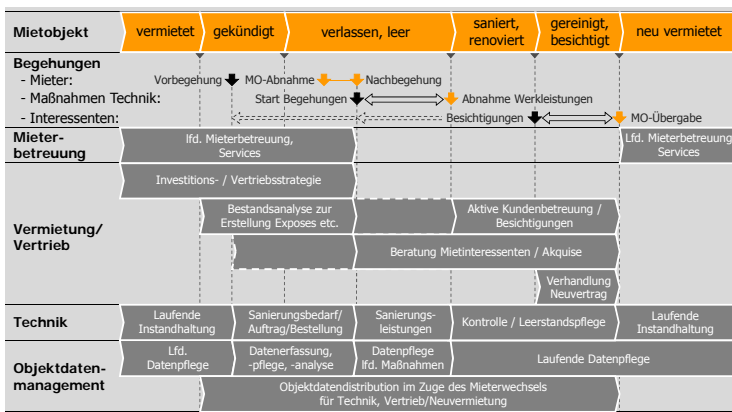 Mietobjekt
vermietet
gekündigt
verlassen, leer
saniert,
renoviert
gereinigt,
besichtigt
neu vermietet
Begehungen
- Mieter:
Vorbegehung
MO-Abnahme
Nachbegehung
- Maßnahmen Technik:
Start Begehungen
Abnahme Werkleistungen
- Interessenten:
Besichtigungen
MO-Übergabe
Mieter-
betreuung
lfd. Mieterbetreuung,
Services
Lfd. Mieterbetreuung
Services
Vermietung/
Vertrieb
Investitions- / Vertriebsstrategie
Bestandsanalyse zur
Erstellung Exposes etc.
Aktive Kundenbetreuung /
Besichtigungen
Beratung Mietinteressenten / Akquise
Verhandlung
Neuvertrag
Technik
Laufende
Instandhaltung
Sanierungsbedarf/
Auftrag/Bestellung
Sanierungs-
leistungen
Kontrolle / Leerstandspflege
Laufende
Instandhaltung
Objektdaten-
management
Lfd.
Datenpflege
Datenerfassung,
-pflege, -analyse
Datenpflege
lfd. Maßnahmen
Laufende Datenpflege
Objektdatendistribution im Zuge des Mieterwechsels
für Technik, Vertrieb/Neuvermietung